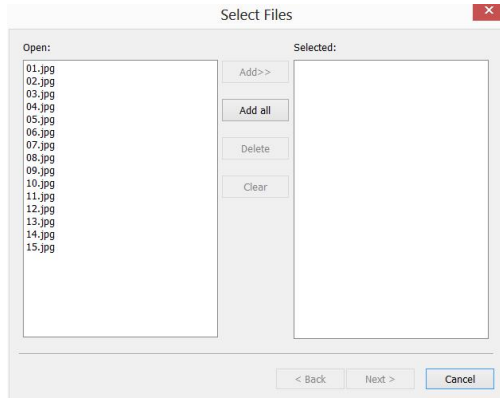 Select Files
Open:
Selected:
01.jpg
02.jpg
03.jpg
04.jpg
05.jpg
06.jpg
07.jpg
08.jpg
09.jpg
10.jpg
11.jpg
12.jpg
13.jpg
14.jpg
15.jpg
Add>>
Add all
Delete
Clear
< Back
Next >
Cancel